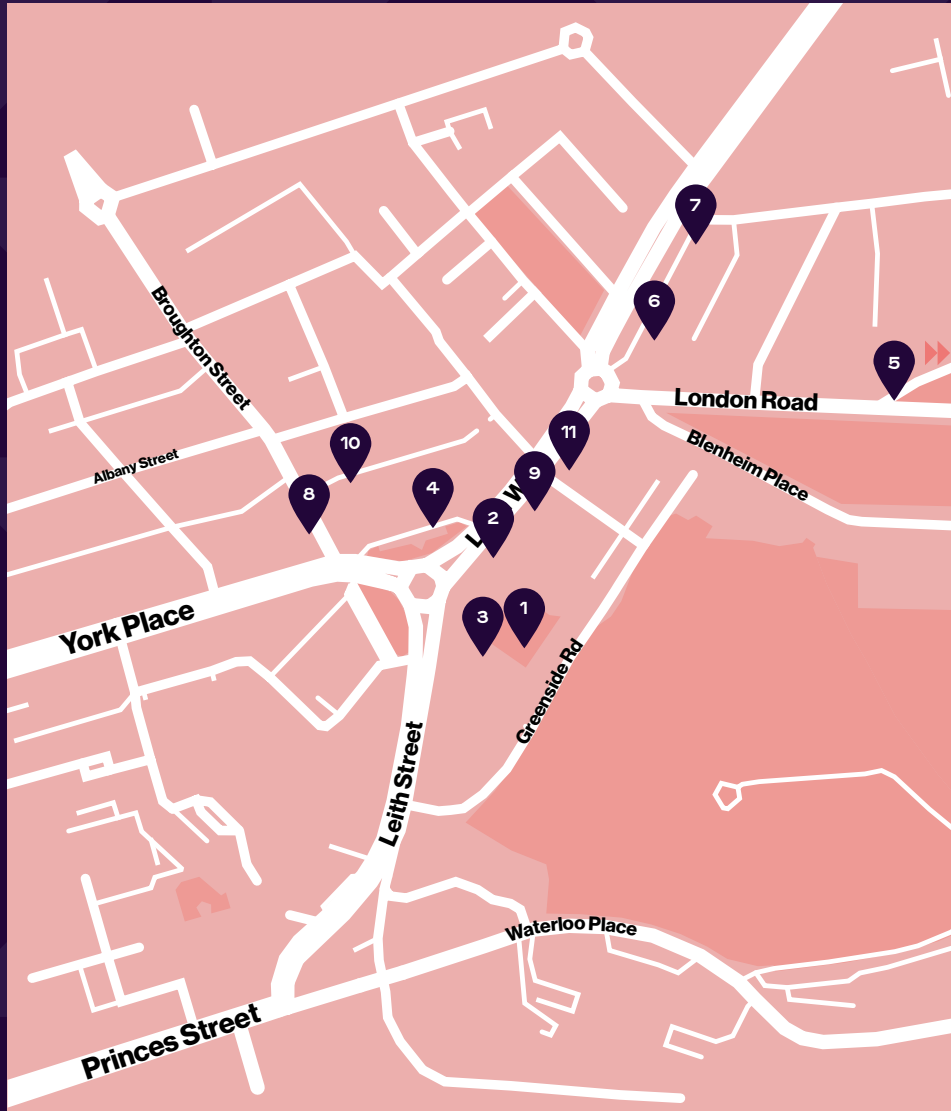 7
6
Broughton Street
5
London Road
11
10
Albany Street
Blenheim Place
9
4
8
2
York Place
1
3
Greenside Rd
Leith Street
Waterloo Place
Princes Street